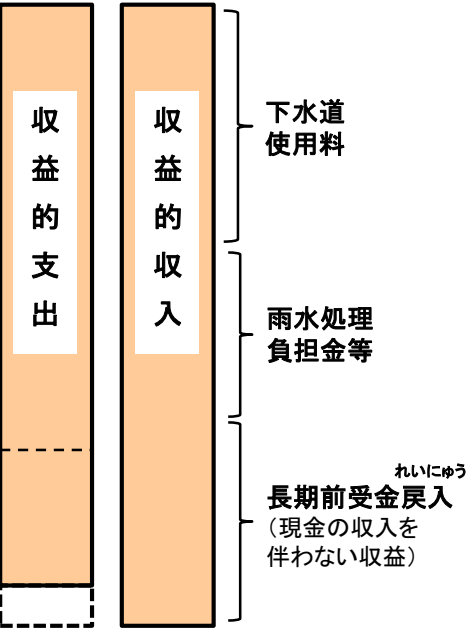 収益的支出
収益的収入
下水道
使用料
雨水処理
負担金等
れいにゅう
長期前受金戻入
（現金の収入を
伴わない収益）